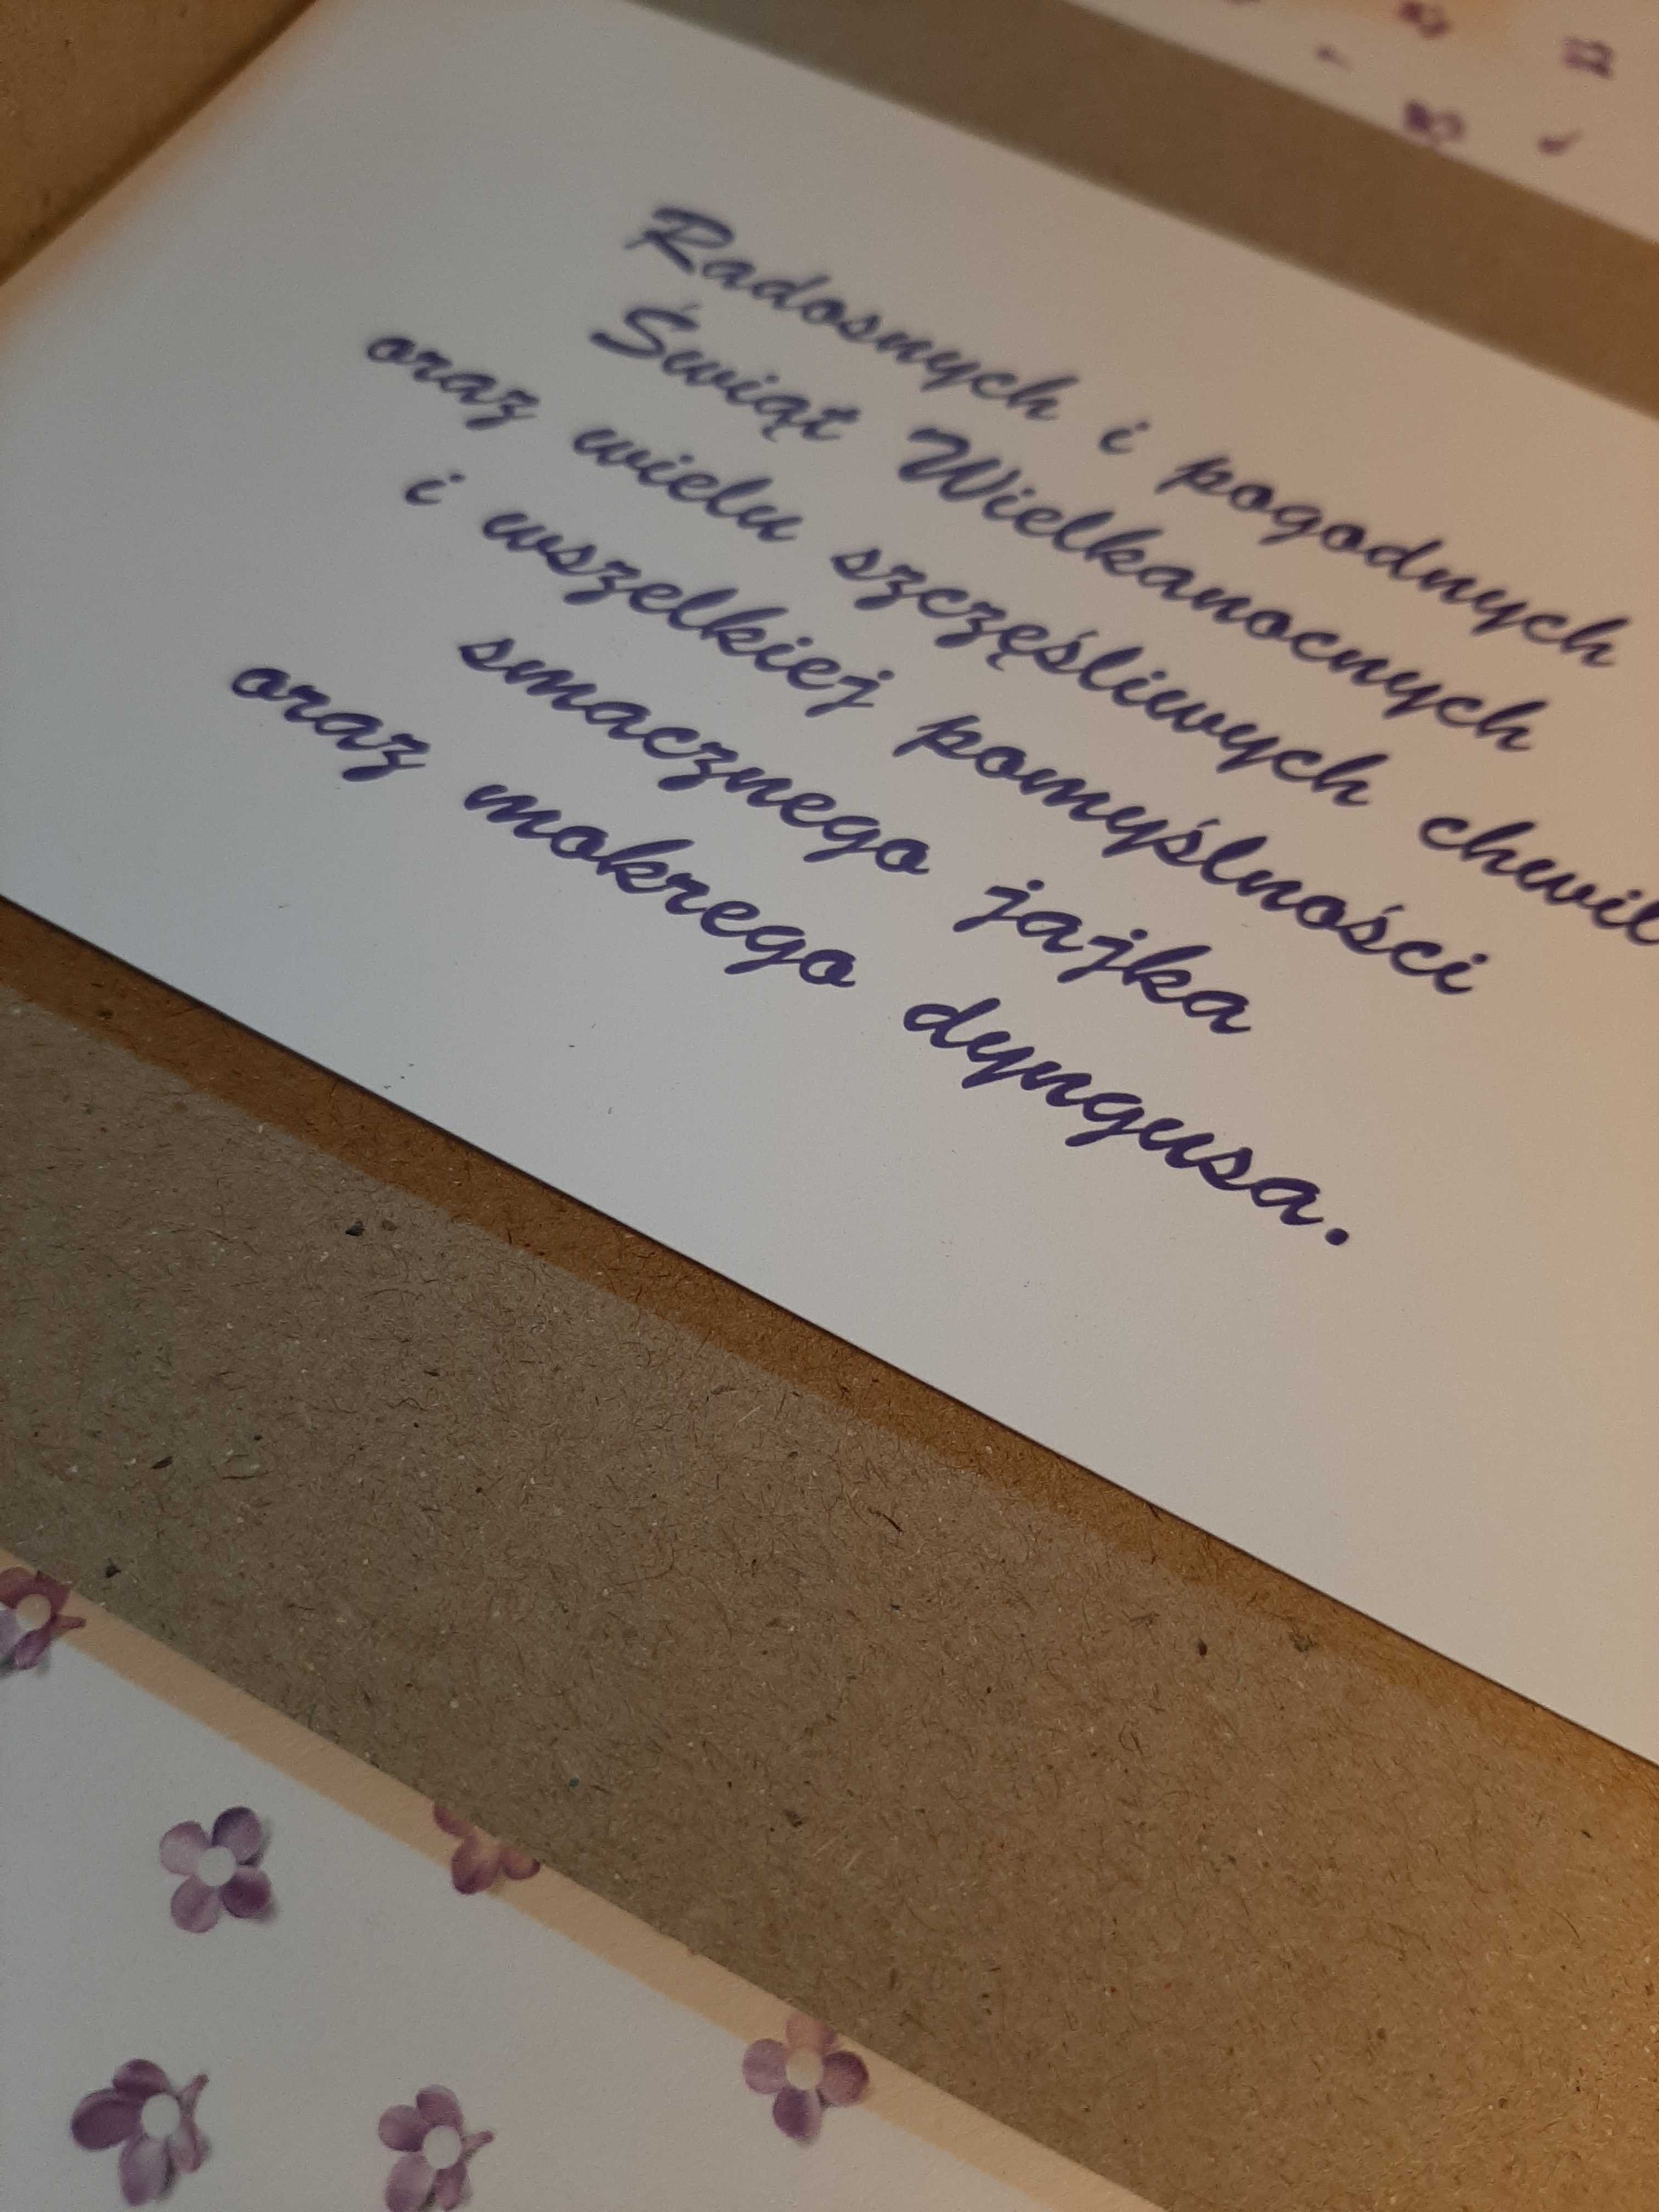 Radosnych i pogodnych
Świąt Wielkanocnych
oraz wielu szczęśliwych chwil
i wszelkiej pomyślności
smacznego jajka
oraz mokrego dyngusa.